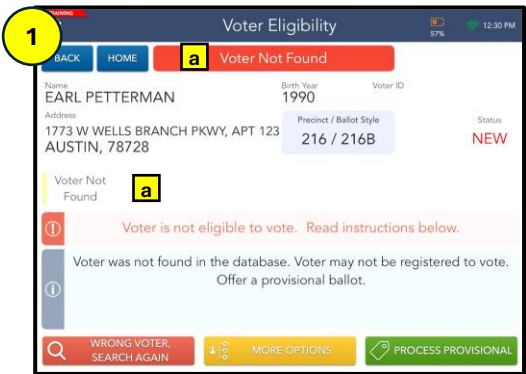 1
TRAINING
Voter Eligibility
57%
12:30 PM
BACK
HOME
a
Voter Not Found
Name
Birth Year
Voter ID
EARL PETTERMAN
1990
Address
Precinct / Ballot Style
Status
1773 W WELLS BRANCH PKWY, APT 123
216 / 216B
NEW
AUSTIN, 78728
Voter Not
Found
a
Voter is not eligible to vote. Read instructions below.
Voter was not found in the database. Voter may not be registered to vote.
Offer a provisional ballot.
WRONG VOTER,
SEARCH AGAIN
MORE OPTIONS
PROCESS PROVISIONAL